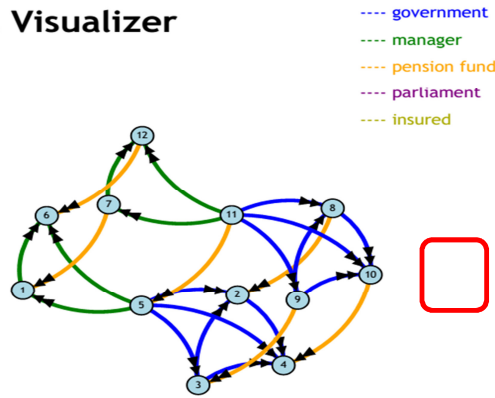 Visualizer
---- government
---- manager
---- pension fund
---- parliament
---- insured
12
7
6
11
8
10
1
5
2
9
4
3